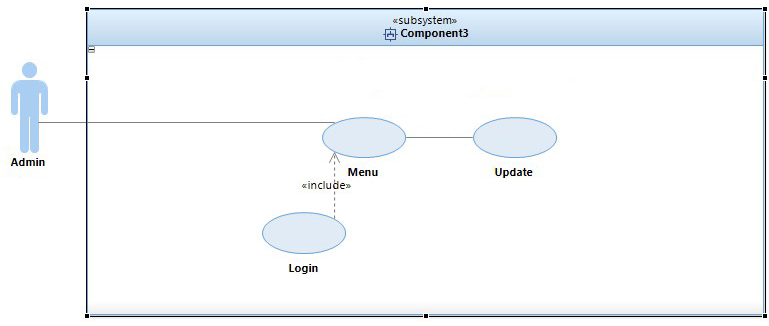 «subsystem»
Component3
Admin
Menu
Update
«include»
Login